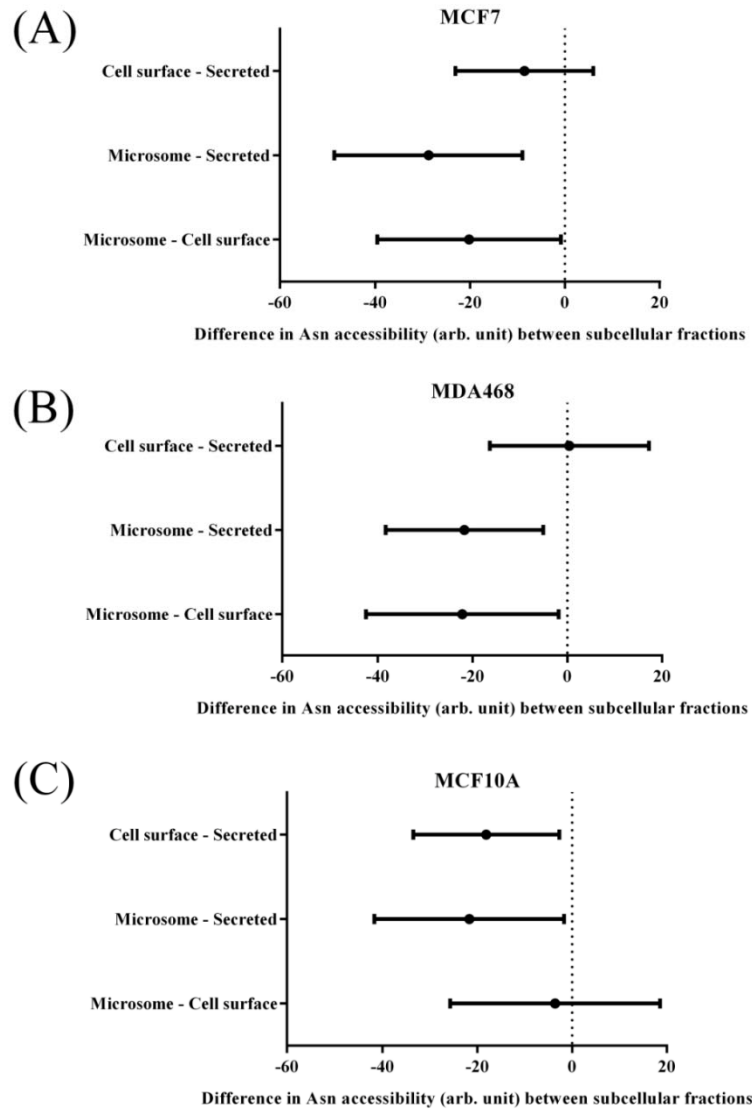 (A)
MCF7
Cell surface - Secreted
Microsome - Secreted
Microsome - Cell surface
-60 -40 -20 0 20
Difference in Asn accessibility (arb. unit) between subcellular fractions
(B)
MDA468
Cell surface - Secreted
Microsome - Secreted
Microsome - Cell surface
-60 -40 -20 0 20
Difference in Asn accessibility (arb. unit) between subcellular fractions
(C)
MCF10A
Cell surface - Secreted
Microsome - Secreted
Microsome - Cell surface
-60 -40 -20 0 20
Difference in Asn accessibility (arb. unit) between subcellular fractions